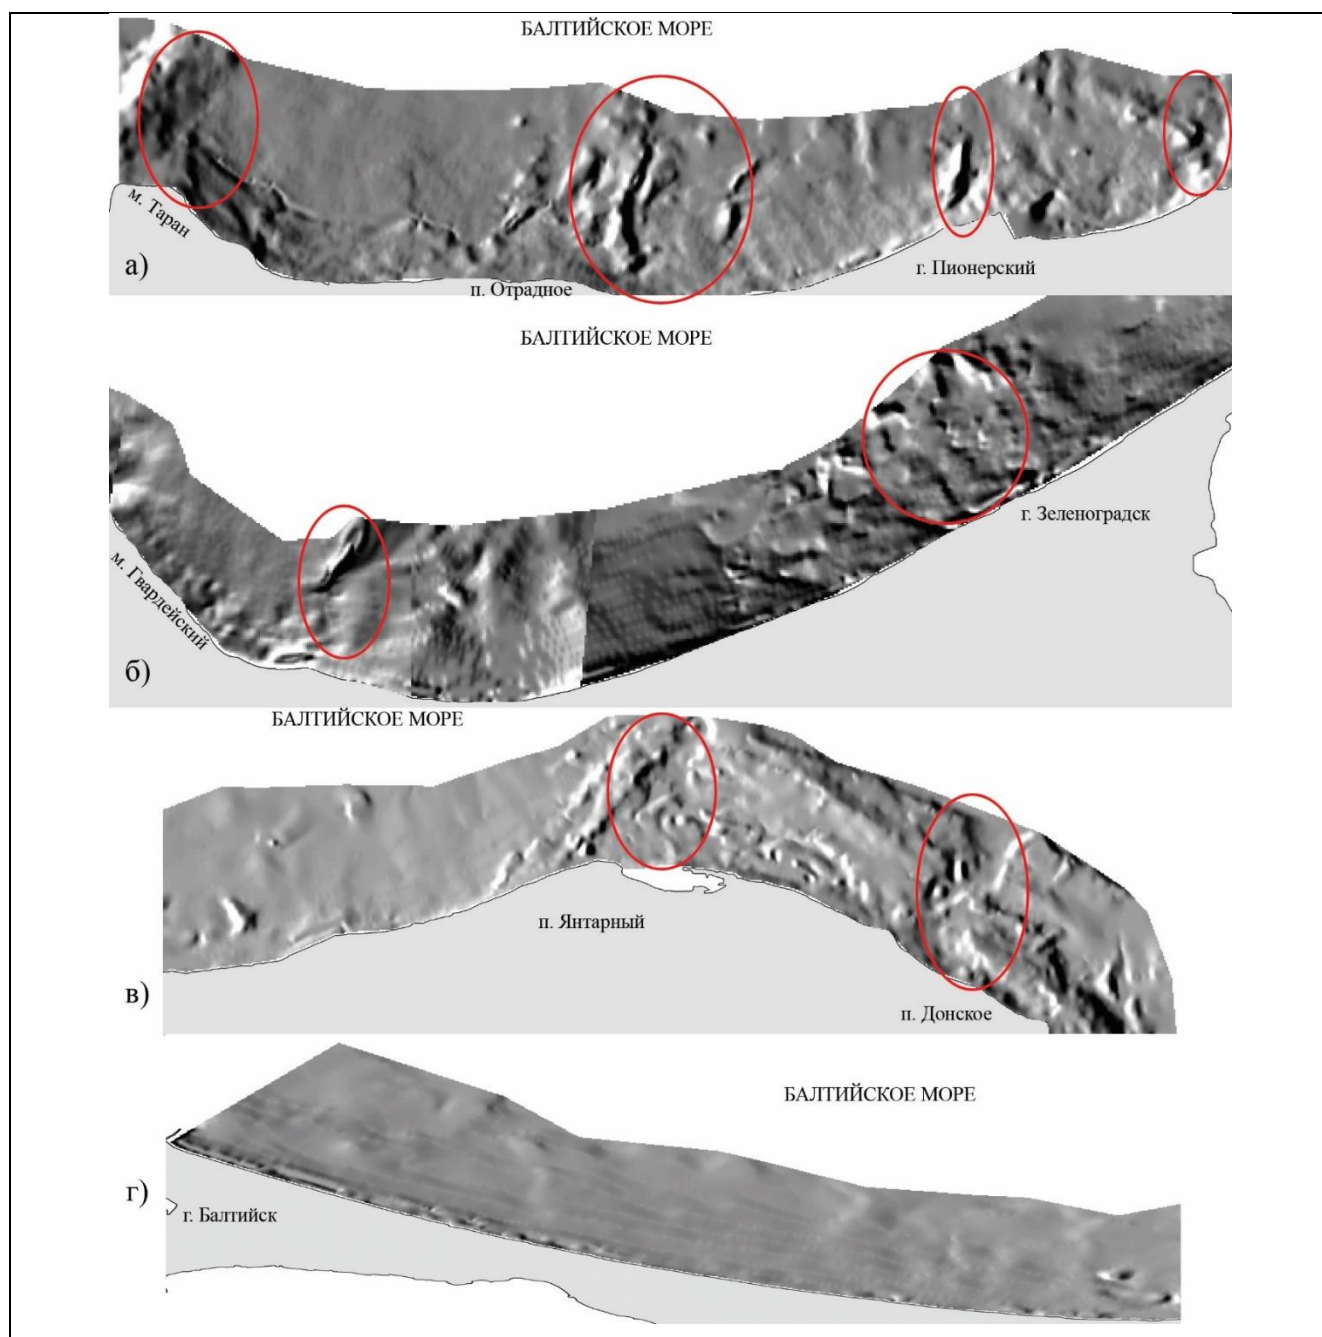 БАЛТИЙСКОЕ МОРЕ
м. Таран
а)
п. Отрадное
г. Пионерский
БАЛТИЙСКОЕ МОРЕ
м. Гвардейский
г. Зеленоградск
б)
БАЛТИЙСКОЕ МОРЕ
п. Янтарный
в)
п. Донское
БАЛТИЙСКОЕ МОРЕ
г)
г. Балтийск